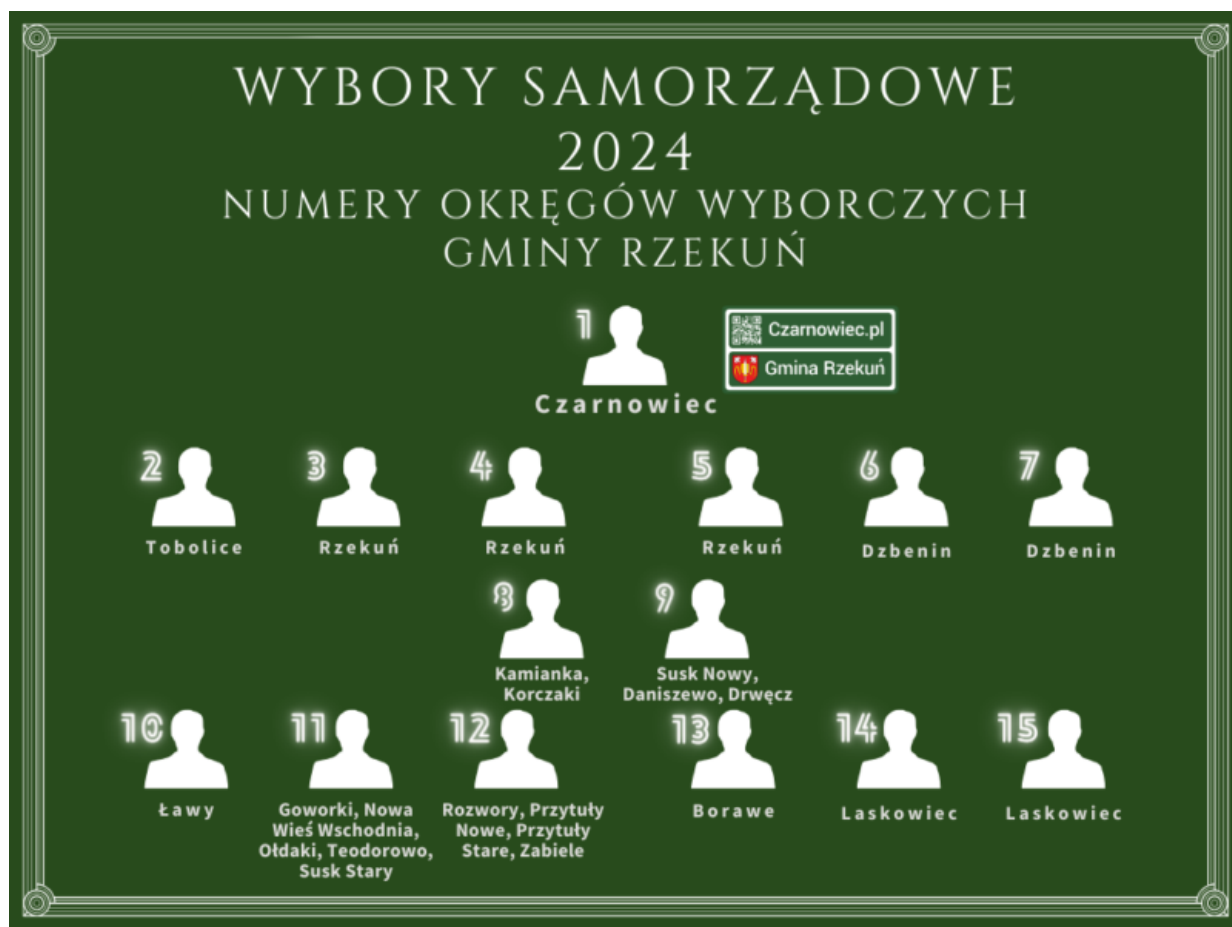 WYBORY SAMORZĄDOWE
2024
NUMERY OKRĘGÓW WYBORCZYCH
GMINY RZEKUŃ
1
Czarnowiec.pl
Gmina Rzekuń
Czarnowiec
2 3 4 5 6 7
Tobolice Rzekuń Rzekuń Rzekuń Dzbenin Dzbenin
8
Kamianka,
Korczaki
9
Susk Nowy,
Daniszewo, Drwęcz
10
Ławy
11
Goworki, Nowa
Wieś Wschodnia,
Ołdaki, Teodorowo,
Susk Stary
12
Rozwory, Przytuły
Nowe, Przytuły
Stare, Zabiele
13
Borawe
14
Laskowiec
15
Laskowiec